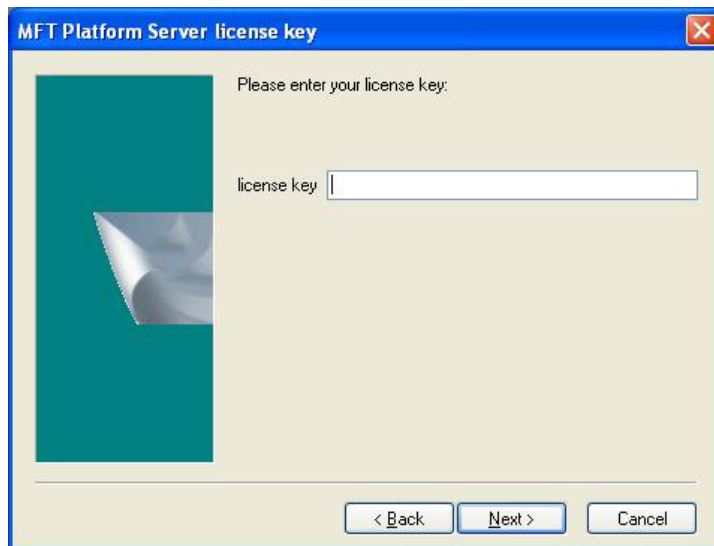 MFT Platform Server license key
Please enter your license key:
license key
< Back
Next >
Cancel